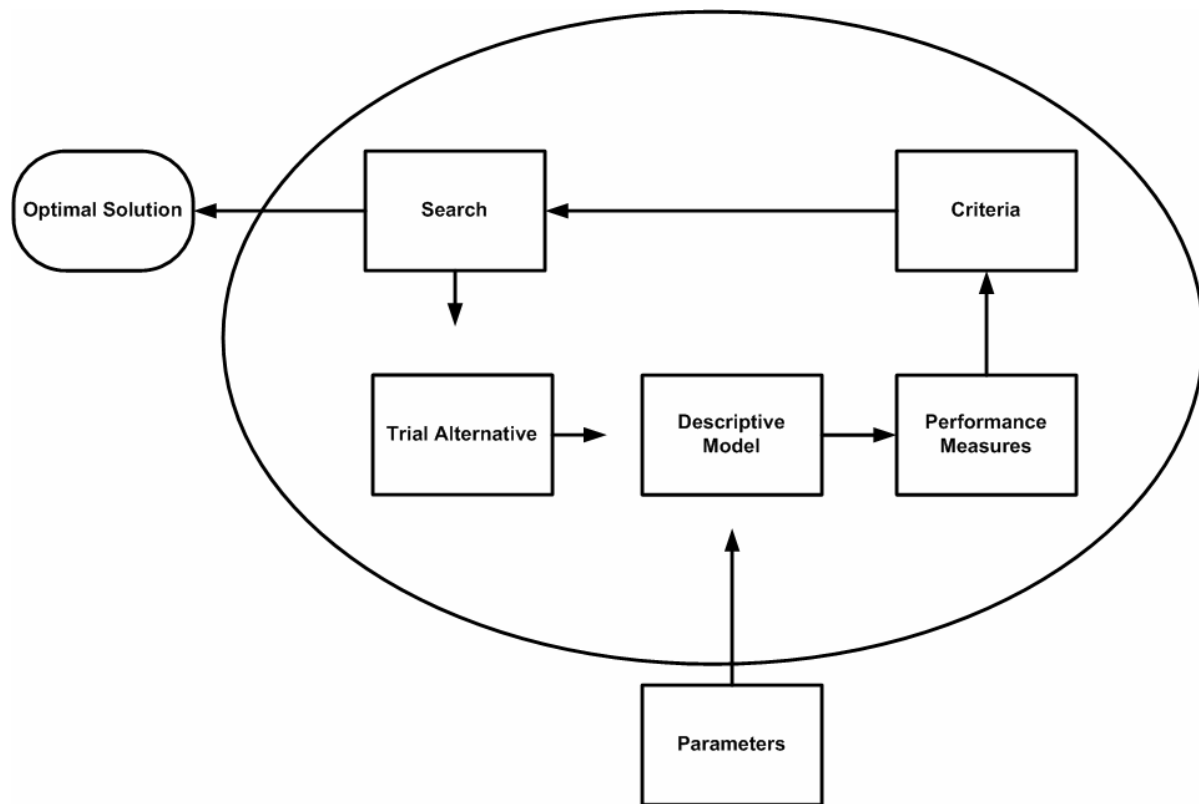 Optimal Solution
Search
Criteria
Trial Alternative
Descriptive
Model
Performance
Measures
Parameters